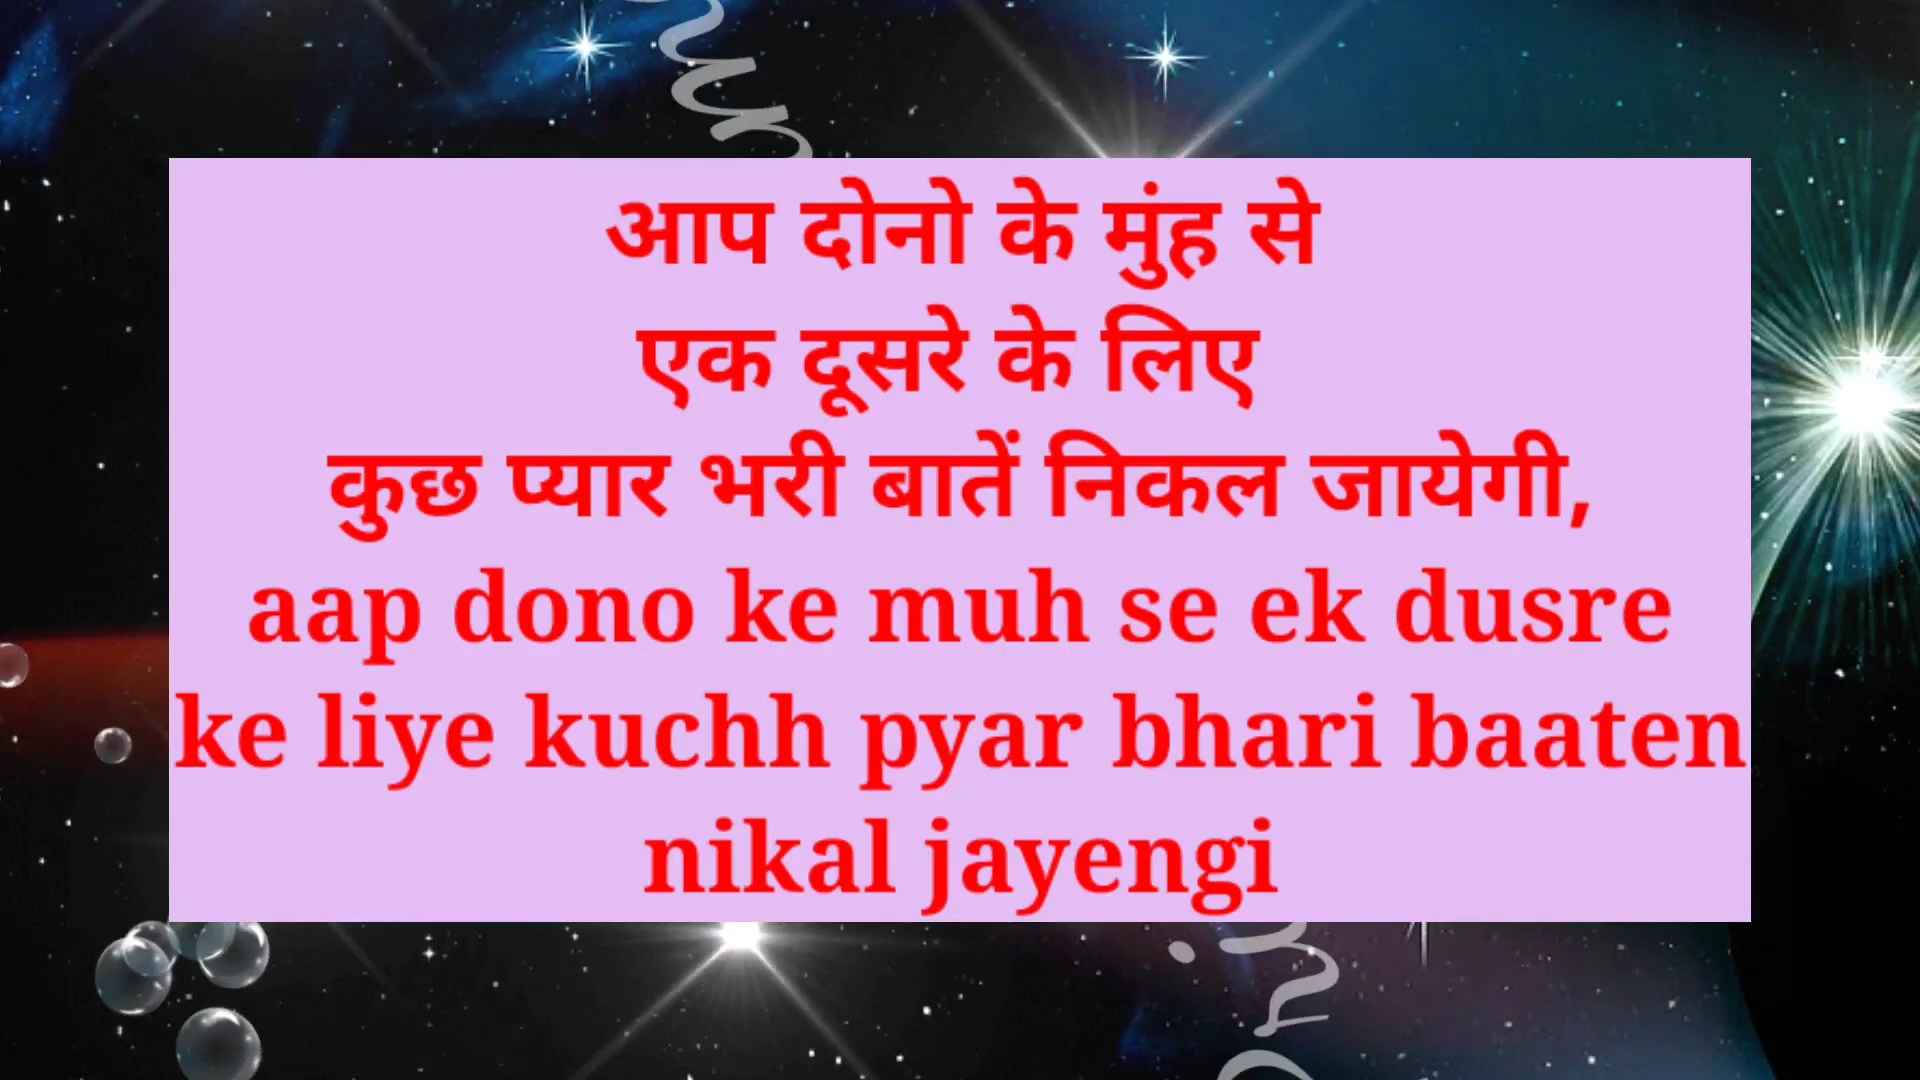 आप दोनो के मुंह से
एक दूसरे के लिए
कुछ प्यार भरी बातें निकल जायेगी,
aap dono ke muh se ek dusre
ke liye kuchh pyar bhari baaten
nikal jayengi